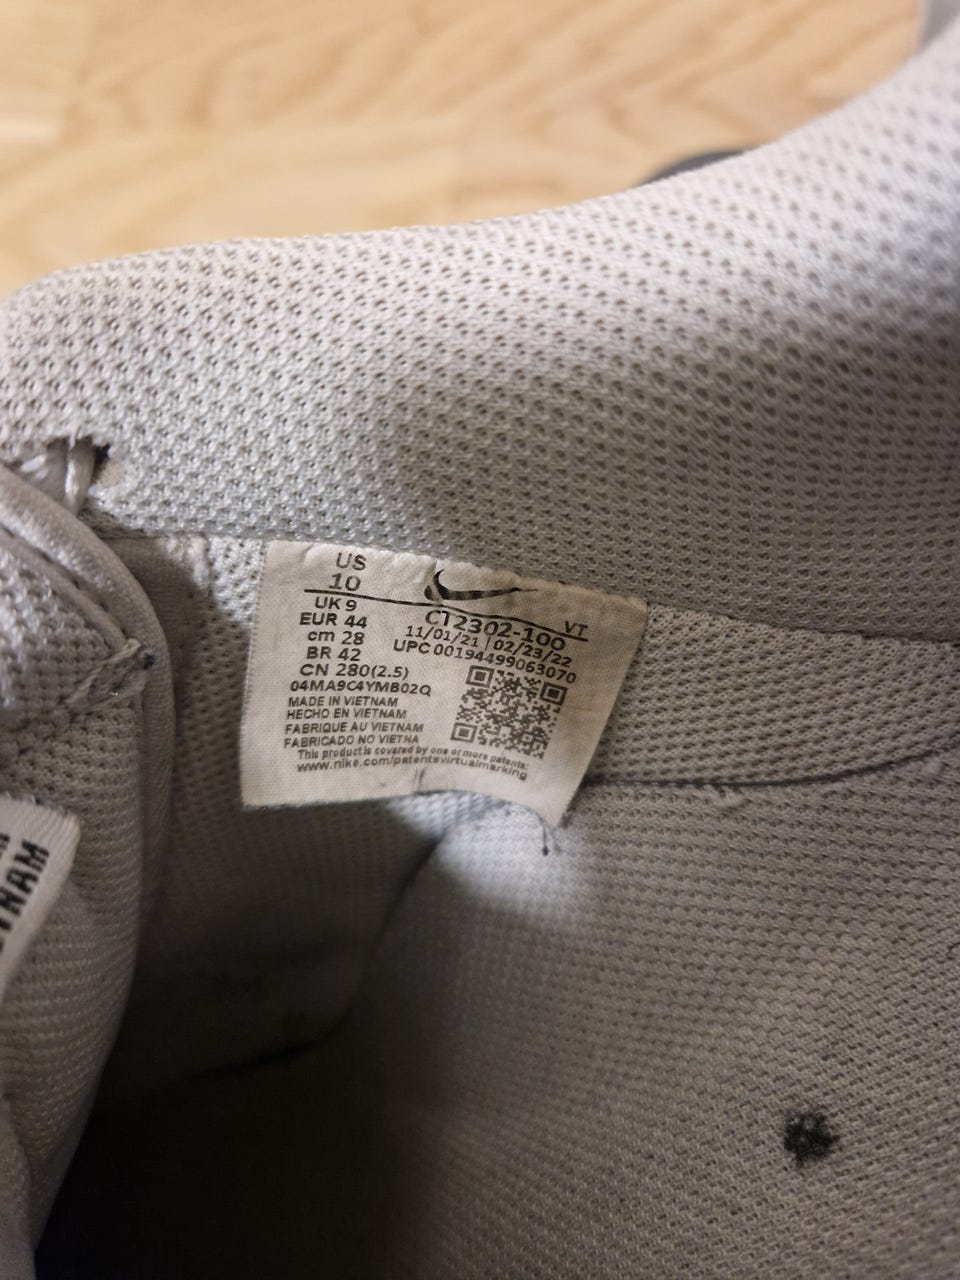 US
10
UK 9
EUR 44
cm 28
BR 42
CN 280(2.5)
04MA9C4YMB02Q
MADE IN VIETNAM
HECHO EN VIETNAM
FABRIQUE AU VIETNAM
FABRICADO NO VIETNA
VT
CT2302-100
11/01/21 | 02/23/22
UPC 00194499063070
This product is covered by one or more patents:
www.nike.com/patentsvirtualmarking